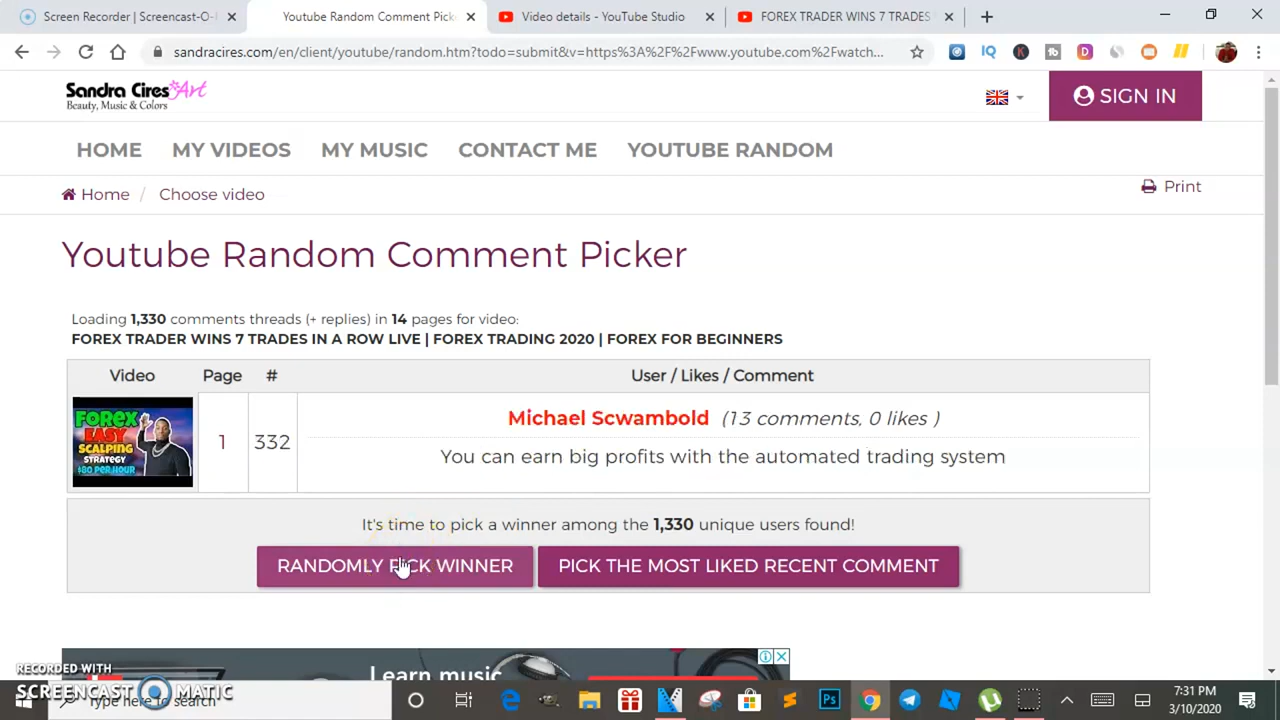 Screen Recorder | Screencast-O-
Youtube Random Comment Picke
Video details - YouTube Studio
FOREX TRADER WINS 7 TRADES
sandracires.com/en/client/youtube/random.htm?todo=submit&v=https%3A%2F%2Fwww.youtube.com%2Fwatch...
Sandra Cires Art
Beauty, Music & Colors
SIGN IN
HOME MY VIDEOS MY MUSIC CONTACT ME YOUTUBE RANDOM
Home / Choose video
Print
Youtube Random Comment Picker
Loading 1,330 comments threads (+ replies) in 14 pages for video:
FOREX TRADER WINS 7 TRADES IN A ROW LIVE | FOREX TRADING 2020 | FOREX FOR BEGINNERS
Video Page # User / Likes / Comment
FOREX
EASY
SCALPING
STRATEGY
$80 PER HOUR
1 332
Michael Scwambold (13 comments, 0 likes )
You can earn big profits with the automated trading system
It's time to pick a winner among the 1,330 unique users found!
RANDOMLY PICK WINNER
PICK THE MOST LIKED RECENT COMMENT
Learn music
RECORDED WITH
SCREENCAST MATIC
Type here to search
7:31 PM
3/10/2020